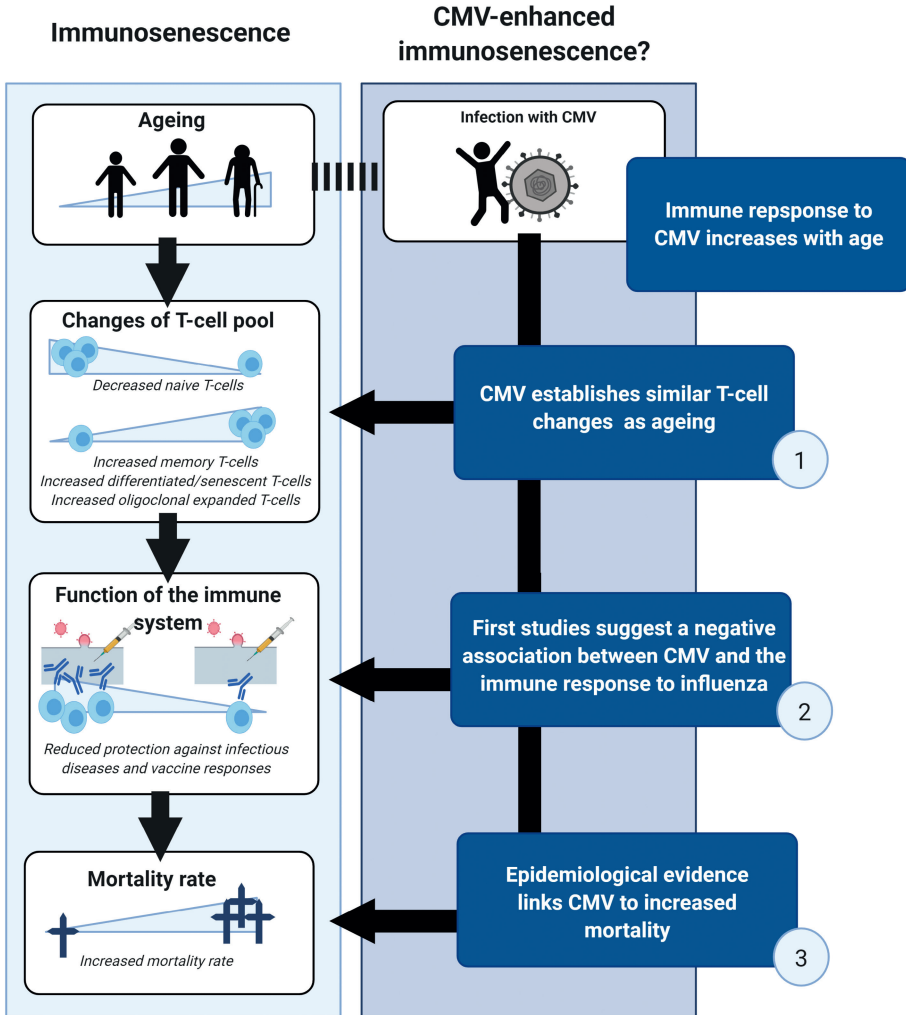 Immunosenescence
CMV-enhanced
immunosenescence?
Ageing
Infection with CMV
Immune repsponse to
CMV increases with age
Changes of T-cell pool
Decreased naive T-cells
Increased memory T-cells
Increased differentiated/senescent T-cells
Increased oligoclonal expanded T-cells
CMV establishes similar T-cell
changes as ageing
1
Function of the immune
system
Reduced protection against infectious
diseases and vaccine responses
First studies suggest a negative
association between CMV and the
immune response to influenza
2
Mortality rate
Increased mortality rate
Epidemiological evidence
links CMV to increased
mortality
3